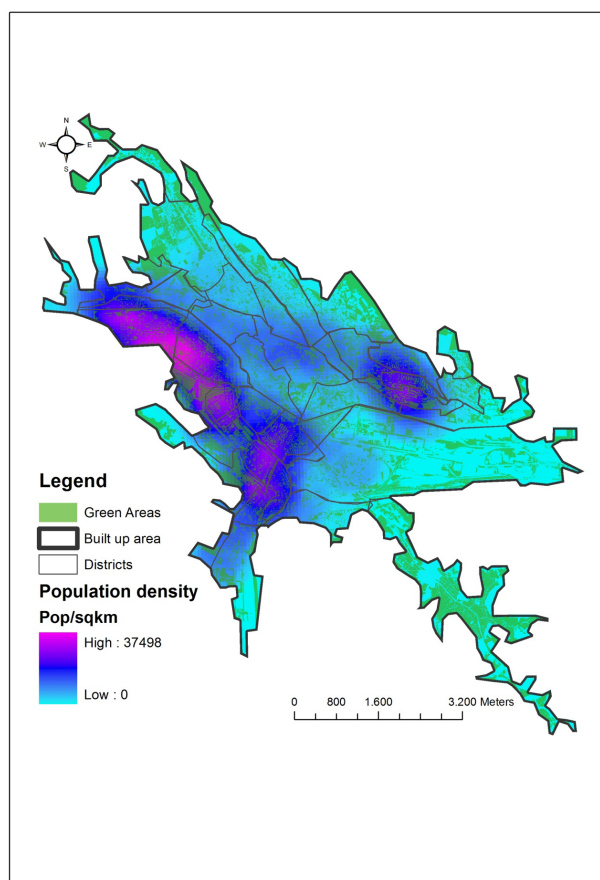 N
W E
S
Legend
Green Areas
Built up area
Districts
Population density
Pop/sqkm
High : 37498
Low : 0
0 800 1.600 3.200 Meters